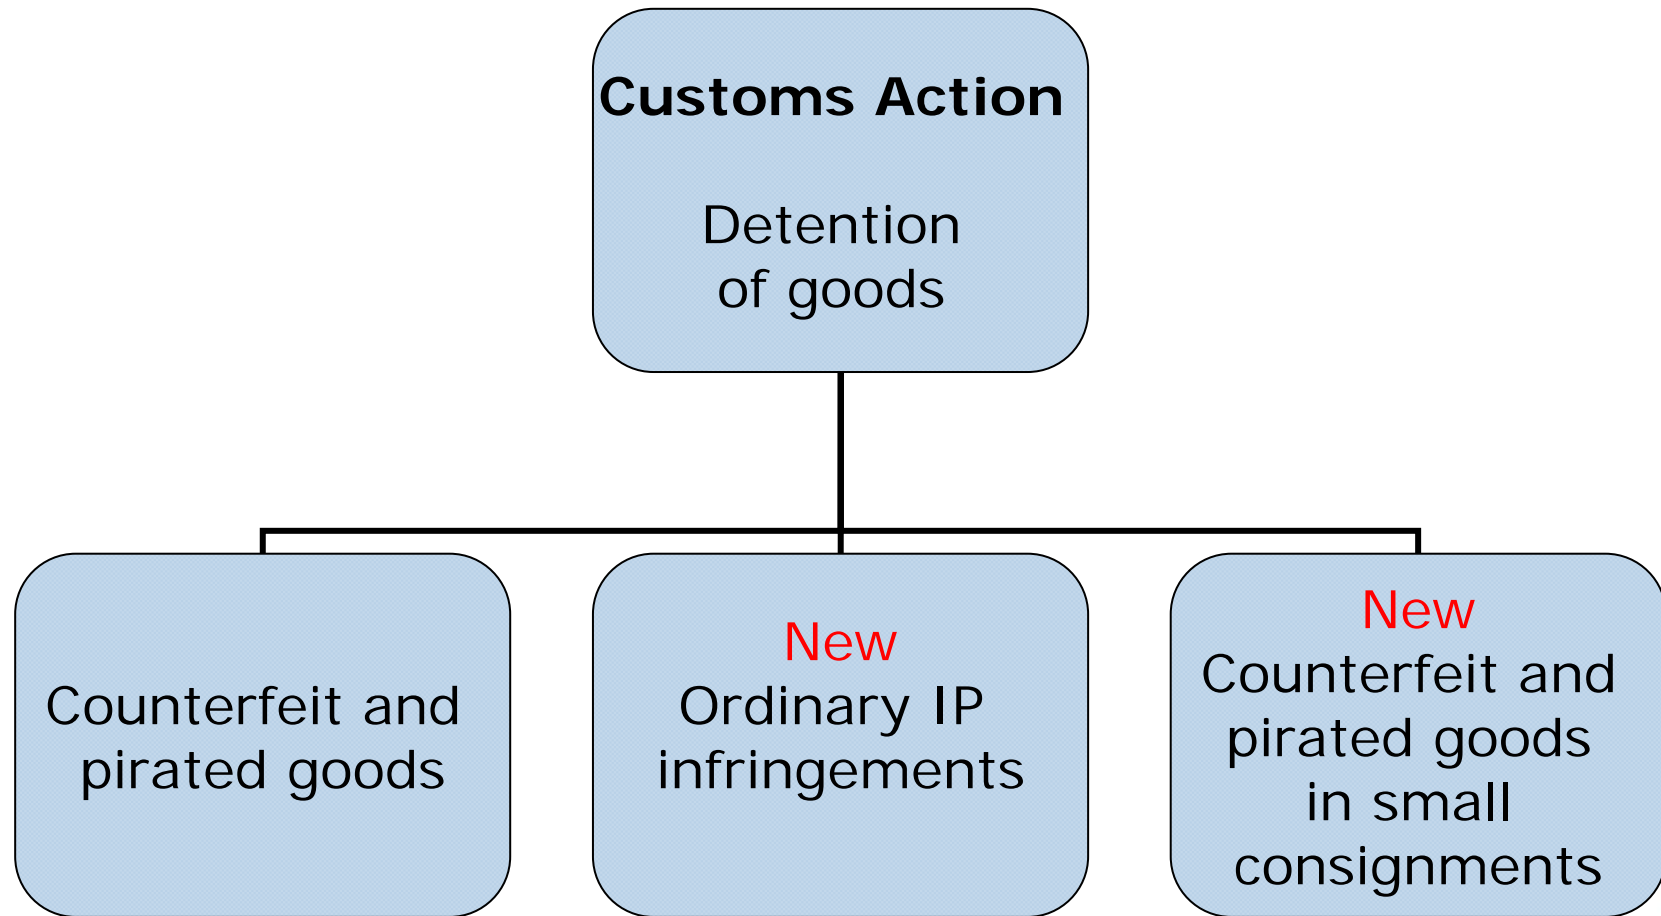 Customs Action
Detention
of goods
Counterfeit and
pirated goods
New
Ordinary IP
infringements
New
Counterfeit and
pirated goods
in small
consignments